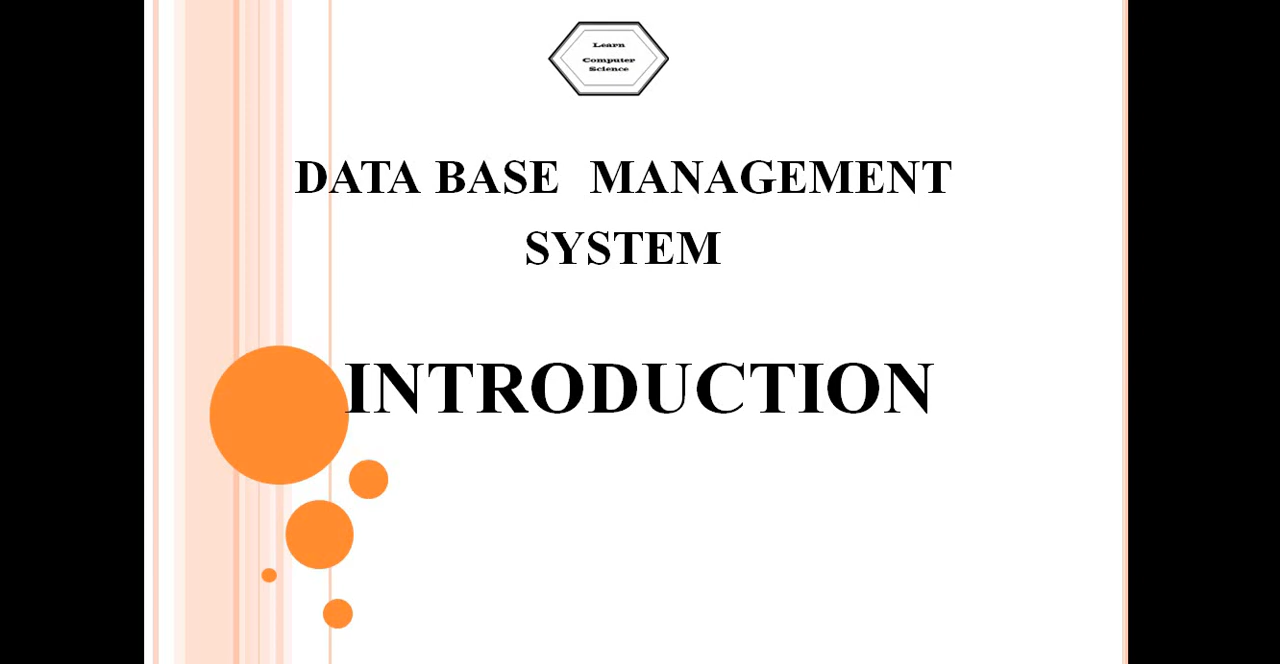 Learn
Computer
Science
DATA BASE MANAGEMENT
SYSTEM
INTRODUCTION